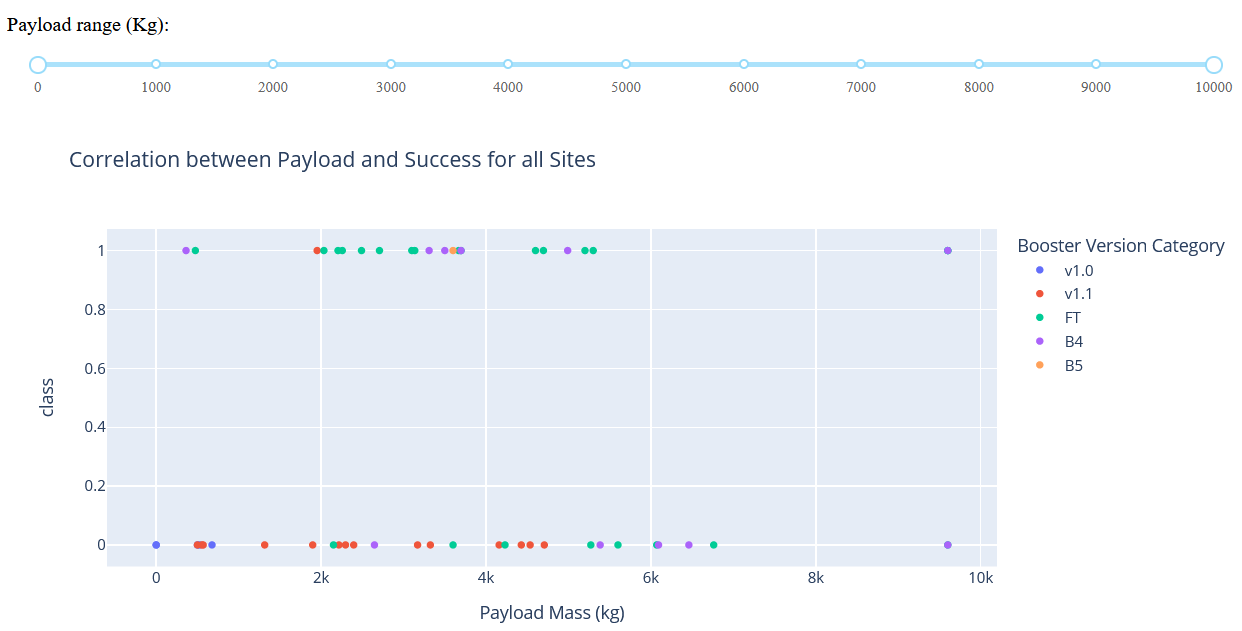 Payload range (Kg):
0 1000 2000 3000 4000 5000 6000 7000 8000 9000 10000
Correlation between Payload and Success for all Sites
Booster Version Category
v1.0
v1.1
FT
B4
B5
class
1
0.8
0.6
0.4
0.2
0
0 2k 4k 6k 8k 10k
Payload Mass (kg)